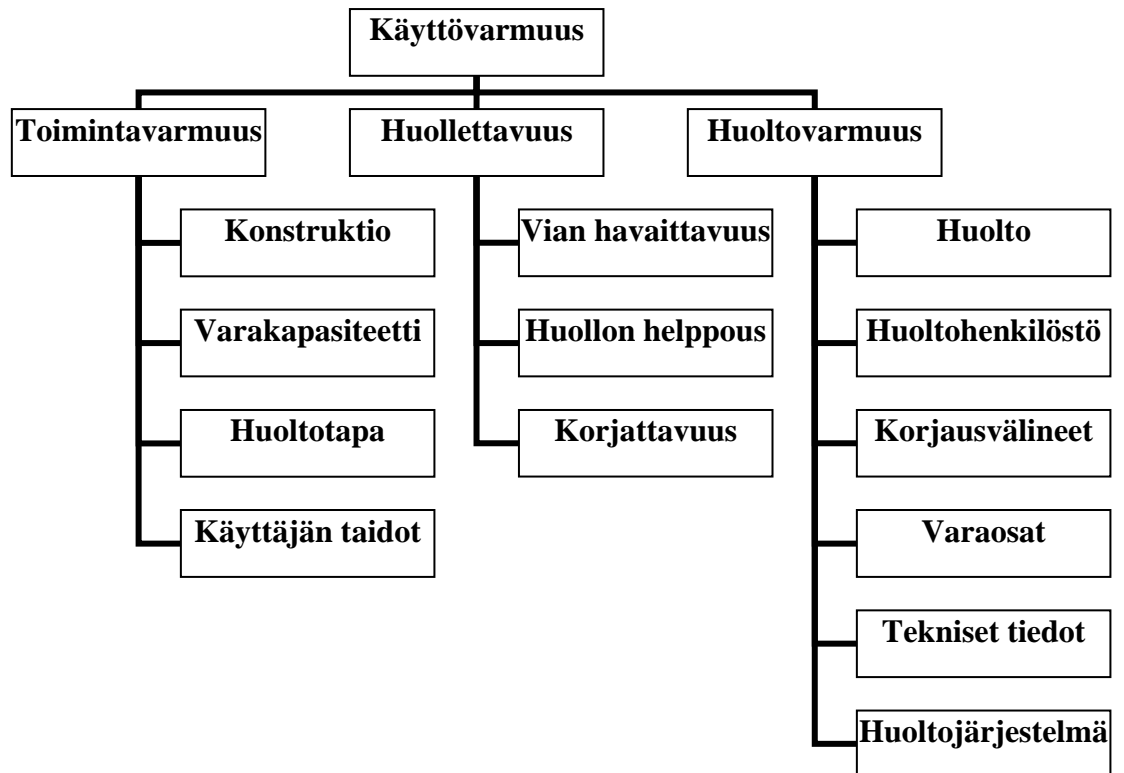 Käyttövarmuus
Toimintavarmuus
Huollettavuus
Huoltovarmuus
Konstruktio
Vian havaittavuus
Huolto
Varakapasiteetti
Huollon helppous
Huoltohenkilöstö
Huoltotapa
Korjattavuus
Korjausvälineet
Käyttäjän taidot
Varaosat
Tekniset tiedot
Huoltojärjestelmä